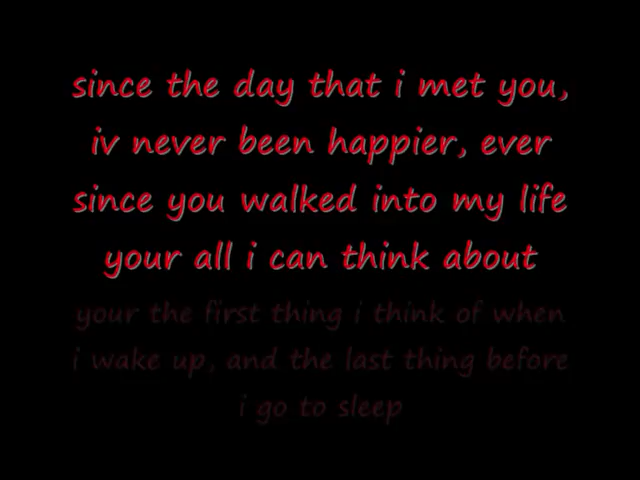 since the day that i met you,
iv never been happier, ever
since you walked into my life
your all i can think about
your the first thing i think of when
i wake up, and the last thing before
i go to sleep